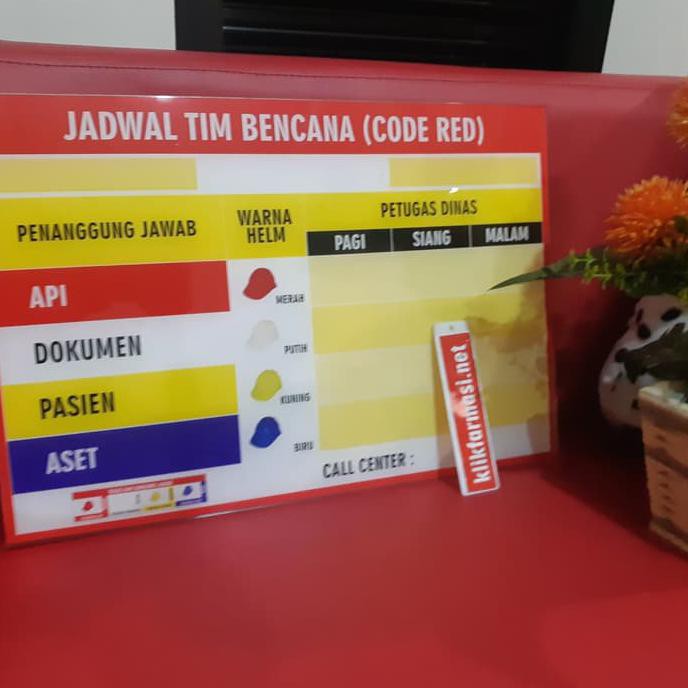 JADWAL TIM BENCANA (CODE RED)
PENANGGUNG JAWAB
WARNA
HELM
PETUGAS DINAS
PAGI
SIANG
MALAM
API
MERAH
DOKUMEN
PUTIH
PASIEN
KUNING
ASET
BIRU
CALL CENTER :
klikfarmasi.net